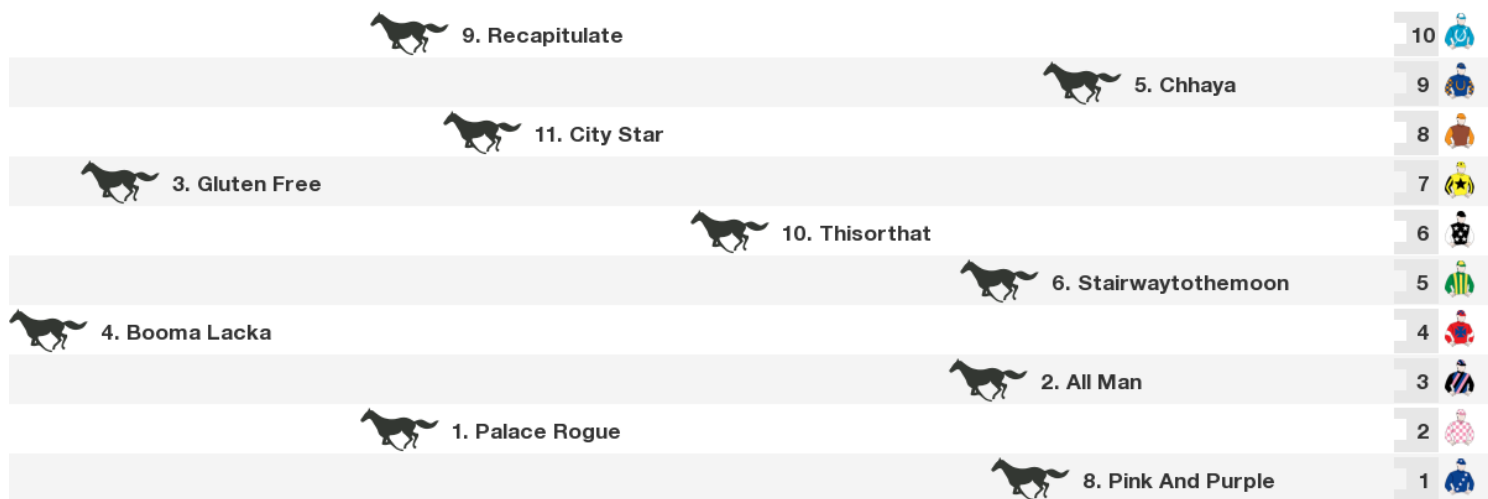 9. Recapitulate 10
5. Chhaya 9
11. City Star 8
3. Gluten Free 7
10. Thisorthat 6
6. Stairwaytothemoon 5
4. Booma Lacka 4
2. All Man 3
1. Palace Rogue 2
8. Pink And Purple 1